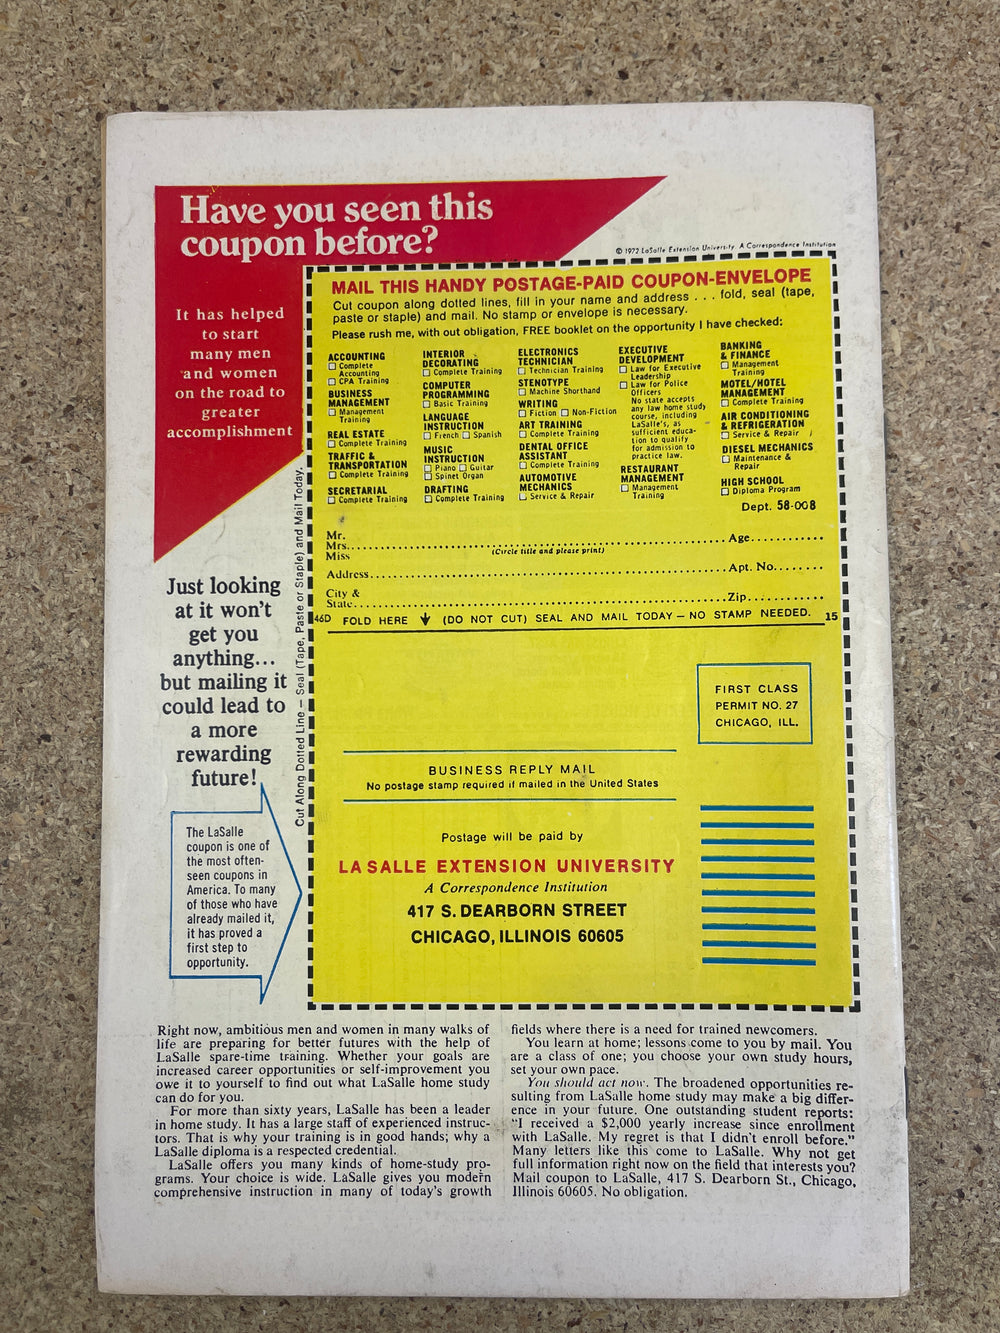 Have you seen this
coupon before?
© 1972 LaSalle Extension University. A Correspondence Institution
It has helped
to start
many men
and women
on the road to
greater
accomplishment
MAIL THIS HANDY POSTAGE-PAID COUPON-ENVELOPE
Cut coupon along dotted lines, fill in your name and address . . . fold, seal (tape,
paste or staple) and mail. No stamp or envelope is necessary.
Please rush me, with out obligation, FREE booklet on the opportunity I have checked:
ACCOUNTING
☐ Complete
Accounting
☐ CPA Training
BUSINESS
MANAGEMENT
☐ Management
Training
REAL ESTATE
☐ Complete Training
TRAFFIC &
TRANSPORTATION
☐ Complete Training
SECRETARIAL
☐ Complete Training
INTERIOR
DECORATING
☐ Complete Training
COMPUTER
PROGRAMMING
☐ Basic Training
LANGUAGE
INSTRUCTION
☐ French ☐ Spanish
MUSIC
INSTRUCTION
☐ Piano ☐ Guitar
☐ Spinet Organ
DRAFTING
☐ Complete Training
ELECTRONICS
TECHNICIAN
☐ Technician Training
STENOTYPE
☐ Machine Shorthand
WRITING
☐ Fiction ☐ Non-Fiction
ART TRAINING
☐ Complete Training
DENTAL OFFICE
ASSISTANT
☐ Complete Training
AUTOMOTIVE
MECHANICS
☐ Service & Repair
EXECUTIVE
DEVELOPMENT
☐ Law for Executive
Leadership
☐ Law for Police
Officers
No state accepts
any law home study
course, including
LaSalle's, as
sufficient educa-
tion to qualify
for admission to
practice law.
RESTAURANT
MANAGEMENT
☐ Management
Training
BANKING
& FINANCE
☐ Management
Training
MOTEL/HOTEL
MANAGEMENT
☐ Complete Training
AIR CONDITIONING
& REFRIGERATION
☐ Service & Repair
DIESEL MECHANICS
☐ Maintenance &
Repair
HIGH SCHOOL
☐ Diploma Program
Dept. 58-008
Mr.
Mrs. Age
Miss (Circle title and please print)
Address Apt. No.
City &
State Zip
46D FOLD HERE ↓ (DO NOT CUT) SEAL AND MAIL TODAY — NO STAMP NEEDED. 15
Cut Along Dotted Line — Seal (Tape, Paste or Staple) and Mail Today.
Just looking
at it won't
get you
anything...
but mailing it
could lead to
a more
rewarding
future!
The LaSalle
coupon is one of
the most often-
seen coupons in
America. To many
of those who have
already mailed it,
it has proved a
first step to
opportunity.
FIRST CLASS
PERMIT NO. 27
CHICAGO, ILL.
BUSINESS REPLY MAIL
No postage stamp required if mailed in the United States
Postage will be paid by
LA SALLE EXTENSION UNIVERSITY
A Correspondence Institution
417 S. DEARBORN STREET
CHICAGO, ILLINOIS 60605
Right now, ambitious men and women in many walks of
life are preparing for better futures with the help of
LaSalle spare-time training. Whether your goals are
increased career opportunities or self-improvement you
owe it to yourself to find out what LaSalle home study
can do for you.
For more than sixty years, LaSalle has been a leader
in home study. It has a large staff of experienced instruc-
tors. That is why your training is in good hands; why a
LaSalle diploma is a respected credential.
LaSalle offers you many kinds of home-study pro-
grams. Your choice is wide. LaSalle gives you modern
comprehensive instruction in many of today's growth
fields where there is a need for trained newcomers.
You learn at home; lessons come to you by mail. You
are a class of one; you choose your own study hours,
set your own pace.
You should act now. The broadened opportunities re-
sulting from LaSalle home study may make a big differ-
ence in your future. One outstanding student reports:
"I received a $2,000 yearly increase since enrollment
with LaSalle. My regret is that I didn't enroll before."
Many letters like this come to LaSalle. Why not get
full information right now on the field that interests you?
Mail coupon to LaSalle, 417 S. Dearborn St., Chicago,
Illinois 60605. No obligation.